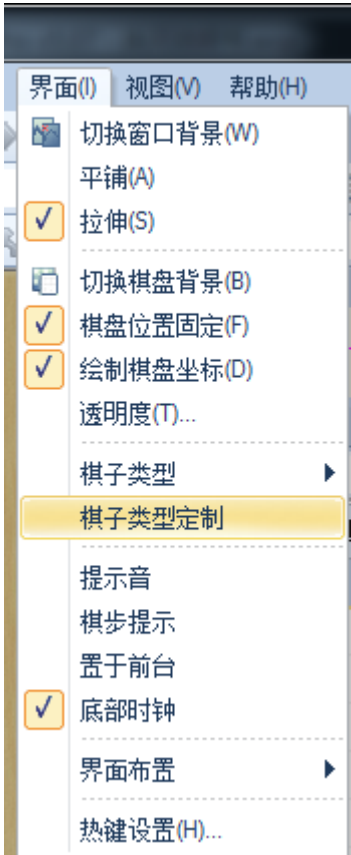 界面(I) 视图(V) 帮助(H)
切换窗口背景(W)
平铺(A)
拉伸(S)
切换棋盘背景(B)
棋盘位置固定(F)
绘制棋盘坐标(D)
透明度(T)...
棋子类型
棋子类型定制
提示音
棋步提示
置于前台
底部时钟
界面布置
热键设置(H)...